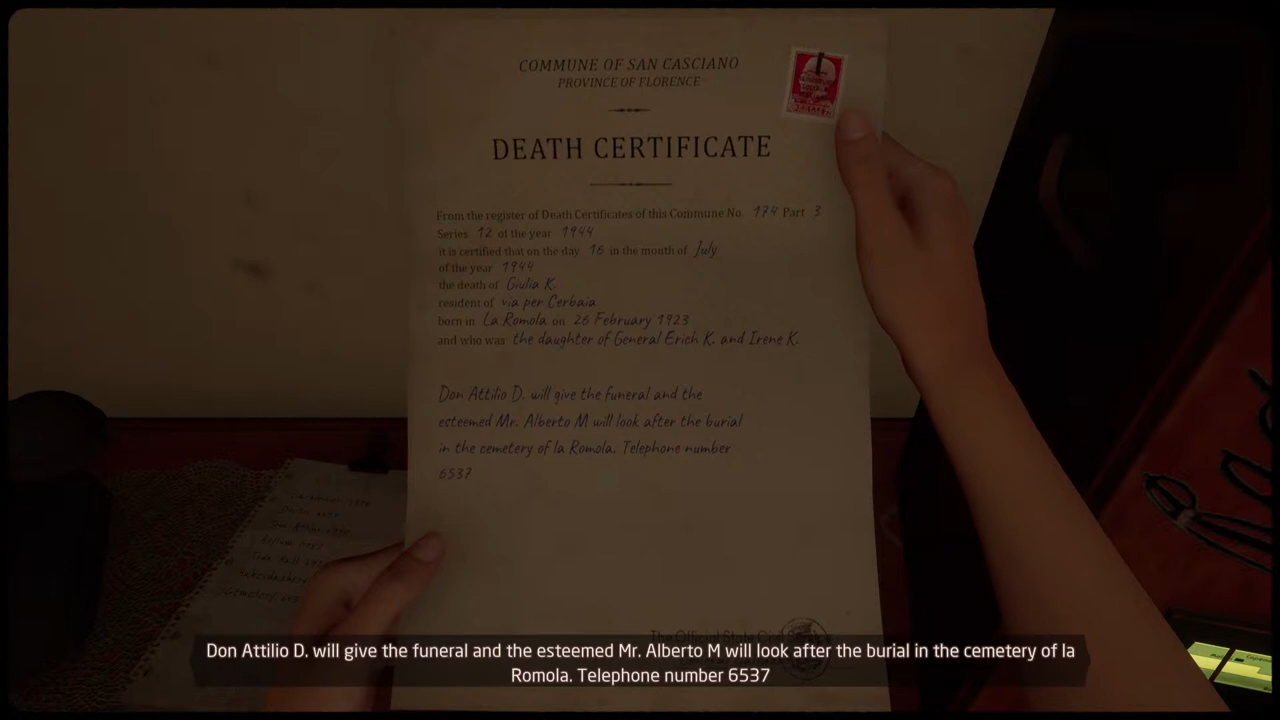 COMMUNE OF SAN CASCIANO
PROVINCE OF FLORENCE
DEATH CERTIFICATE
From the register of Death Certificates of this Commune No. 174 Part 3
Series 12 of the year 1944
it is certified that on the day 16 in the month of July
of the year 1944
the death of Giulia K.
resident of via per Cerbaia
born in La Romola on 26 February 1923
and who was the daughter of General Erich K. and Irene K.
Don Attilio D. will give the funeral and the
esteemed Mr. Alberto M will look after the burial
in the cemetery of la Romola. Telephone number
6537
The Official State Civil
Don Attilio D. will give the funeral and the esteemed Mr. Alberto M will look after the burial in the cemetery of la
Romola. Telephone number 6537